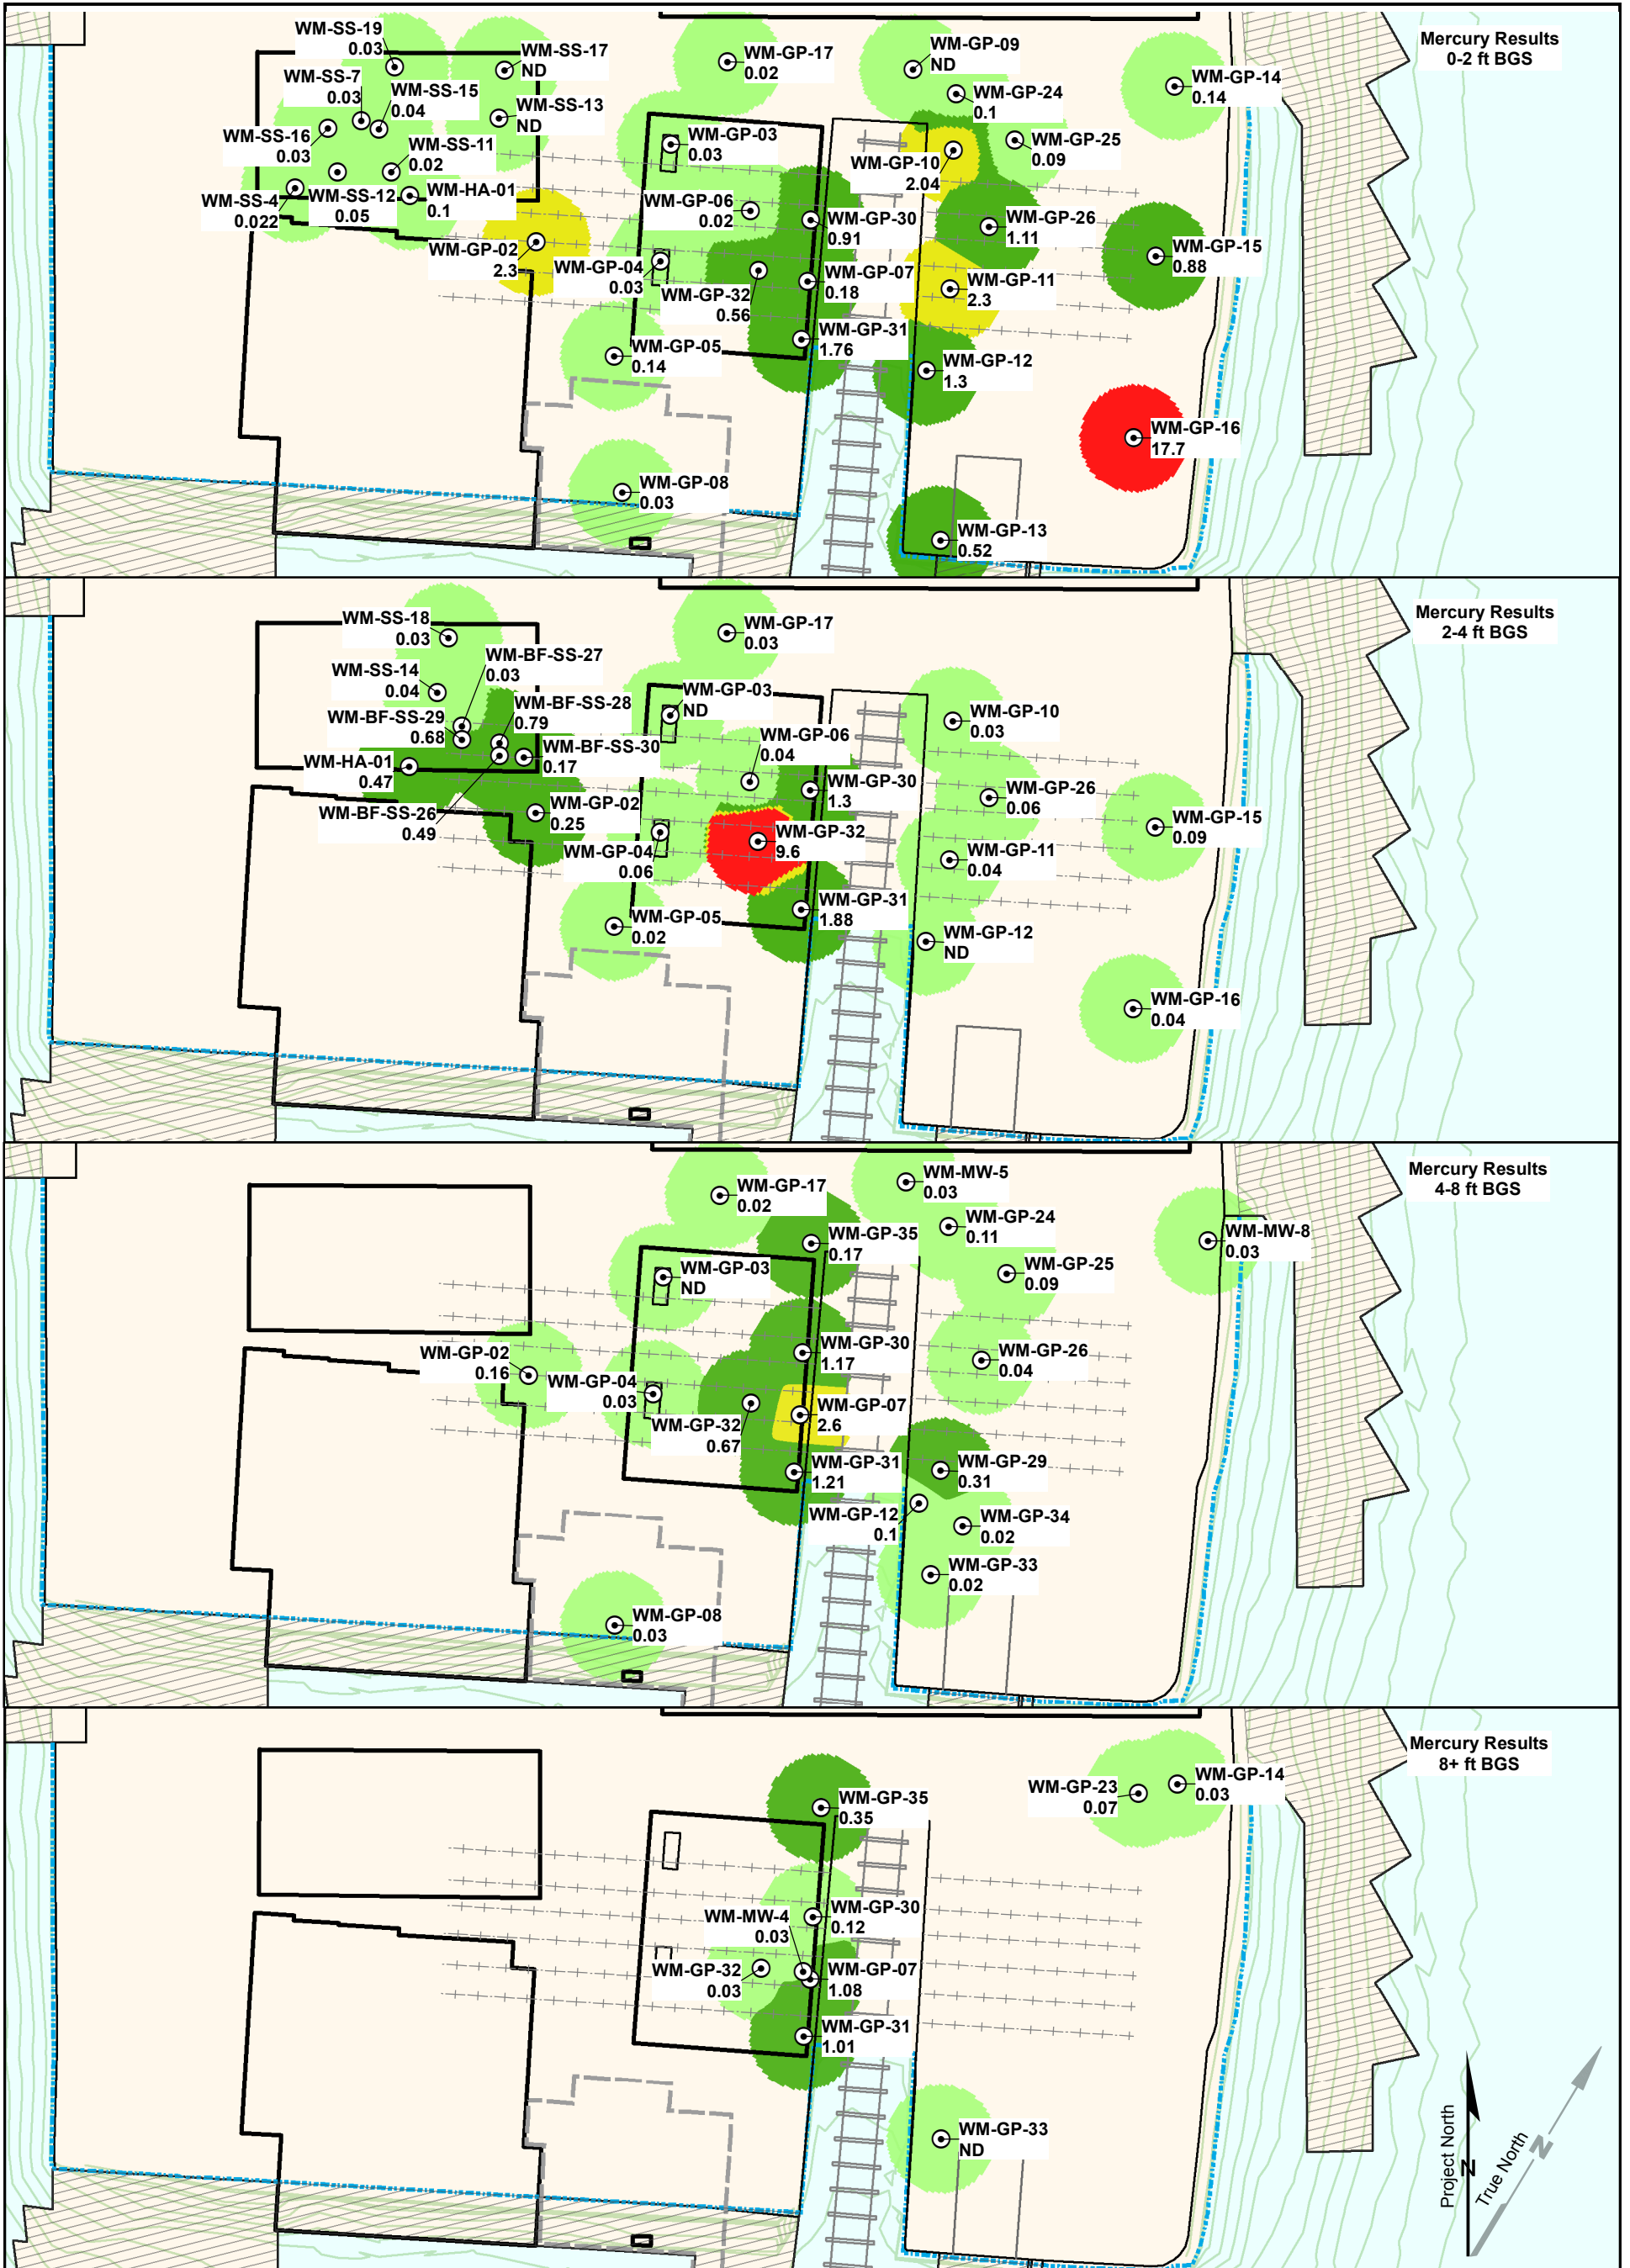 Mercury Results
0-2 ft BGS
WM-SS-19
0.03
WM-SS-17
ND
WM-SS-7
0.03
WM-SS-15
0.04
WM-SS-13
ND
WM-SS-16
0.03
WM-SS-11
0.02
WM-SS-4
0.022
WM-SS-12
0.05
WM-HA-01
0.1
WM-GP-02
2.3
WM-GP-17
0.02
WM-GP-09
ND
WM-GP-24
0.1
WM-GP-14
0.14
WM-GP-03
0.03
WM-GP-10
2.04
WM-GP-25
0.09
WM-GP-06
0.02
WM-GP-30
0.91
WM-GP-26
1.11
WM-GP-15
0.88
WM-GP-04
0.03
WM-GP-32
0.56
WM-GP-07
0.18
WM-GP-11
2.3
WM-GP-31
1.76
WM-GP-05
0.14
WM-GP-12
1.3
WM-GP-16
17.7
WM-GP-08
0.03
WM-GP-13
0.52
Mercury Results
2-4 ft BGS
WM-SS-18
0.03
WM-GP-17
0.03
WM-BF-SS-27
0.03
WM-SS-14
0.04
WM-BF-SS-28
0.79
WM-BF-SS-29
0.68
WM-BF-SS-30
0.17
WM-HA-01
0.47
WM-BF-SS-26
0.49
WM-GP-02
0.25
WM-GP-03
ND
WM-GP-06
0.04
WM-GP-10
0.03
WM-GP-30
1.3
WM-GP-26
0.06
WM-GP-15
0.09
WM-GP-32
9.6
WM-GP-04
0.06
WM-GP-11
0.04
WM-GP-31
1.88
WM-GP-05
0.02
WM-GP-12
ND
WM-GP-16
0.04
Mercury Results
4-8 ft BGS
WM-GP-17
0.02
WM-MW-5
0.03
WM-GP-24
0.11
WM-GP-35
0.17
WM-MW-8
0.03
WM-GP-03
ND
WM-GP-25
0.09
WM-GP-02
0.16
WM-GP-30
1.17
WM-GP-26
0.04
WM-GP-04
0.03
WM-GP-07
2.6
WM-GP-32
0.67
WM-GP-31
1.21
WM-GP-29
0.31
WM-GP-12
0.1
WM-GP-34
0.02
WM-GP-33
0.02
WM-GP-08
0.03
Mercury Results
8+ ft BGS
WM-GP-23
0.07
WM-GP-14
0.03
WM-GP-35
0.35
WM-GP-30
0.12
WM-MW-4
0.03
WM-GP-32
0.03
WM-GP-07
1.08
WM-GP-31
1.01
WM-GP-33
ND
Project North
N
True North
N